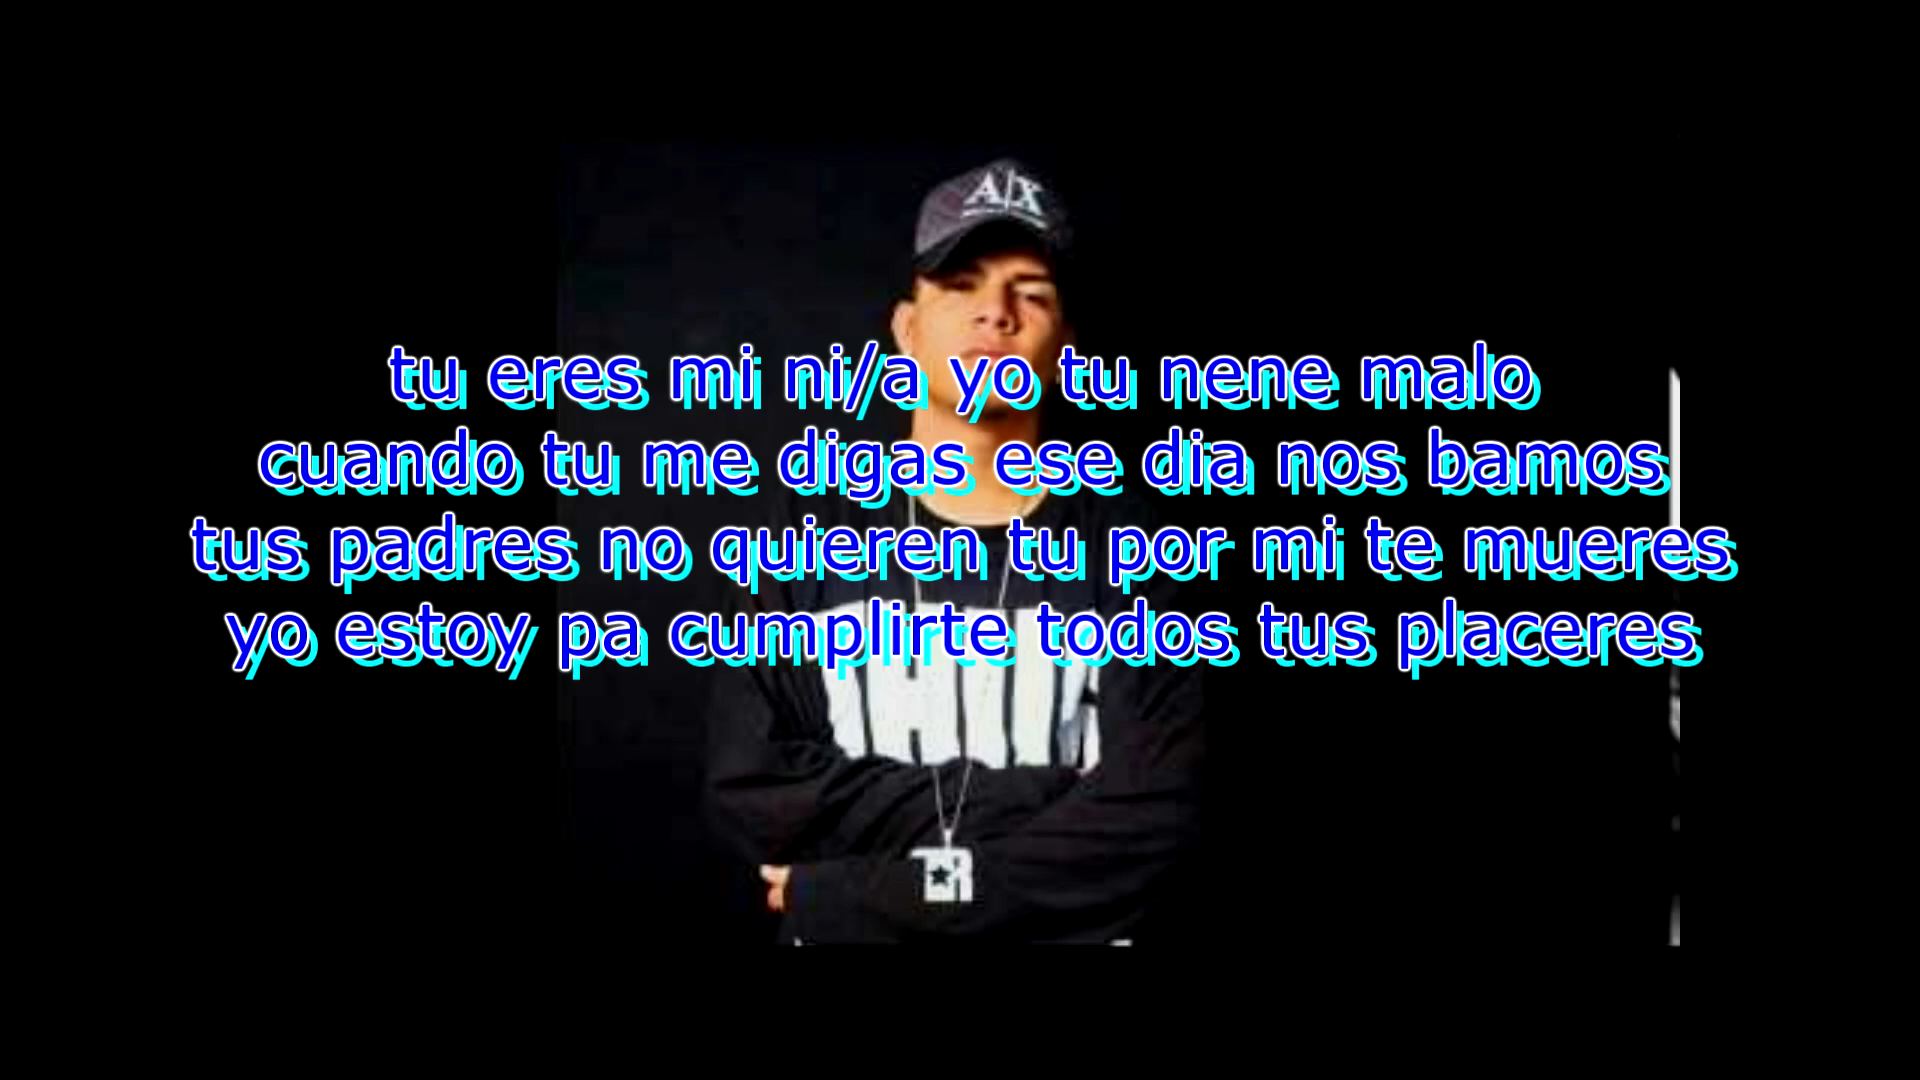 A|X
tu eres mi ni/a yo tu nene malo
cuando tu me digas ese dia nos bamos
tus padres no quieren tu por mi te mueres
yo estoy pa cumplirte todos tus placeres